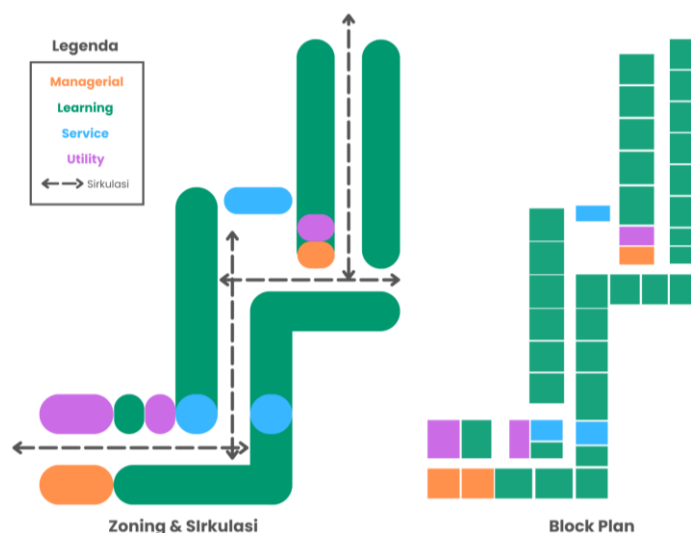 Legenda
Managerial
Learning
Service
Utility
Sirkulasi
Zoning & SIrkulasi
Block Plan